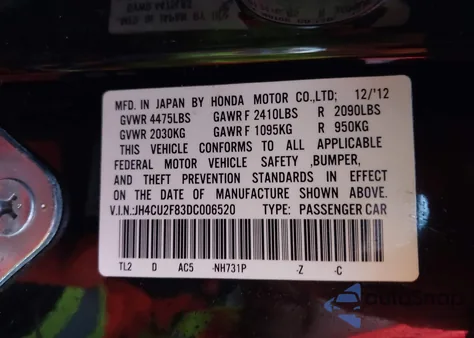 MFD. IN JAPAN BY HONDA MOTOR CO.,LTD; 12/'12
GVWR 4475LBS GAWR F 2410LBS R 2090LBS
GVWR 2030KG GAWR F 1095KG R 950KG
THIS VEHICLE CONFORMS TO ALL APPLICABLE
FEDERAL MOTOR VEHICLE SAFETY ,BUMPER,
AND THEFT PREVENTION STANDARDS IN EFFECT
ON THE DATE OF MANUFACTURE SHOWN ABOVE.
V.I.N.:JH4CU2F83DC006520 TYPE: PASSENGER CAR
TL2 D AC5 -NH731P -Z -C